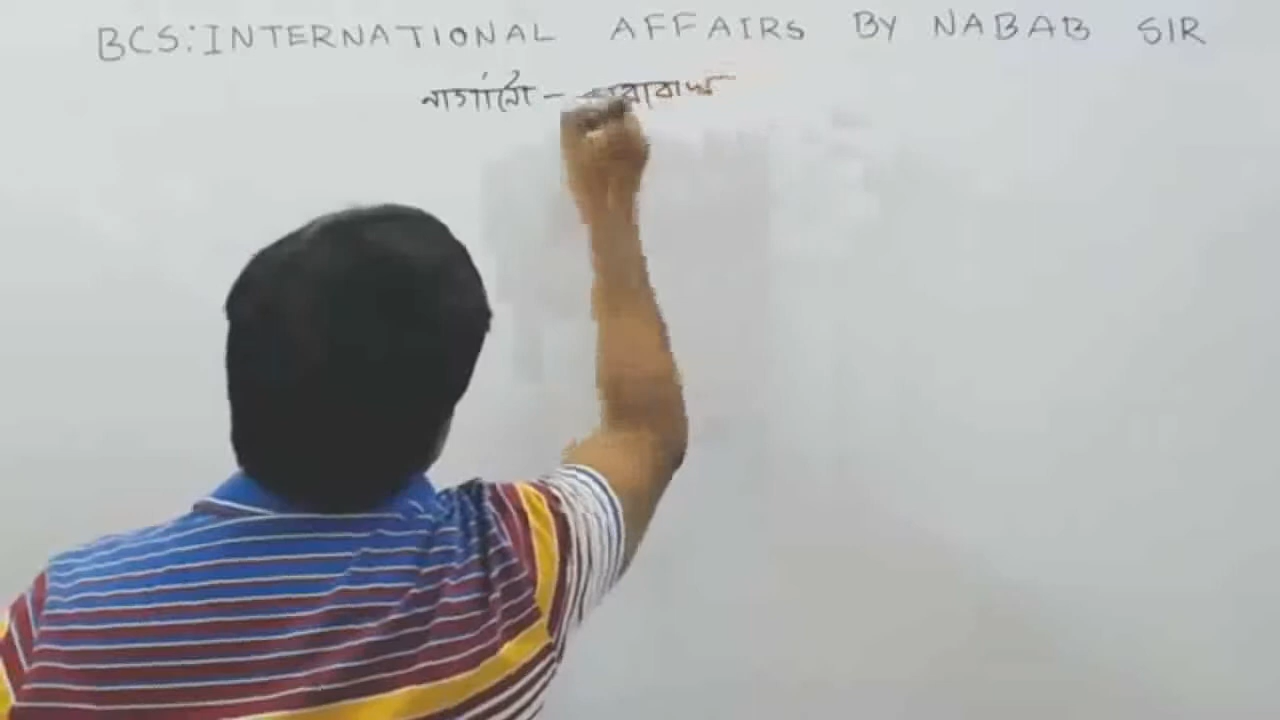 BCS:INTERNATIONAL AFFAIRS BY NABAB SIR
নাগার্নো -